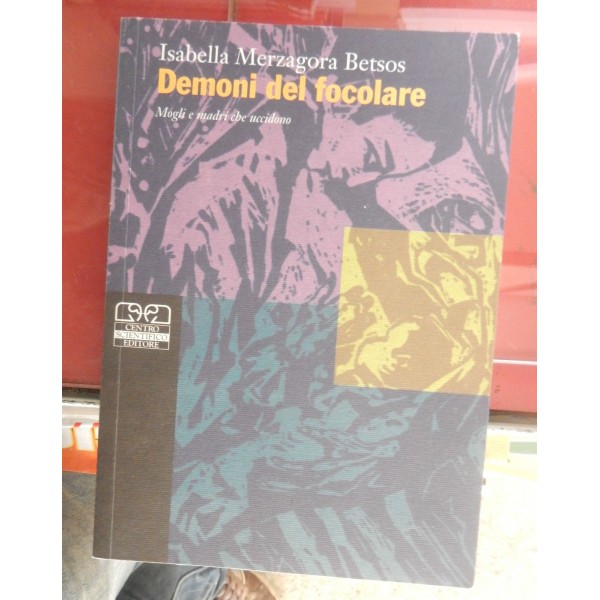 Isabella Merzagora Betsos
Demoni del focolare
Mogli e madri che uccidono
CENTRO
SCIENTIFICO
EDITORE